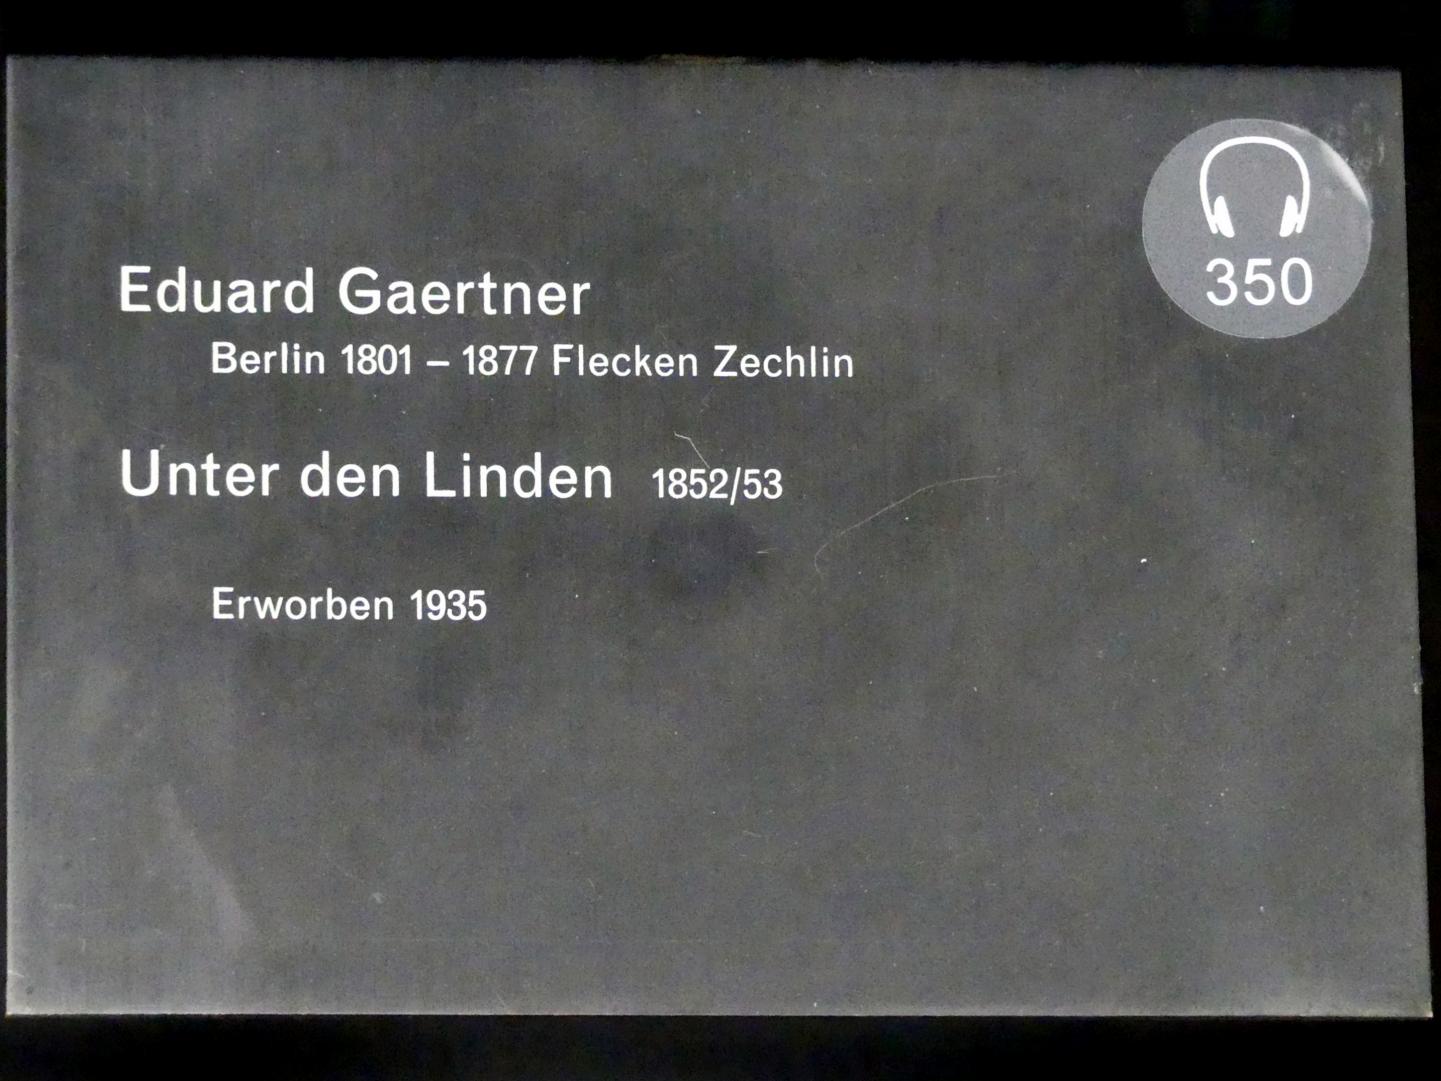 350
Eduard Gaertner
Berlin 1801 – 1877 Flecken Zechlin
Unter den Linden 1852/53
Erworben 1935